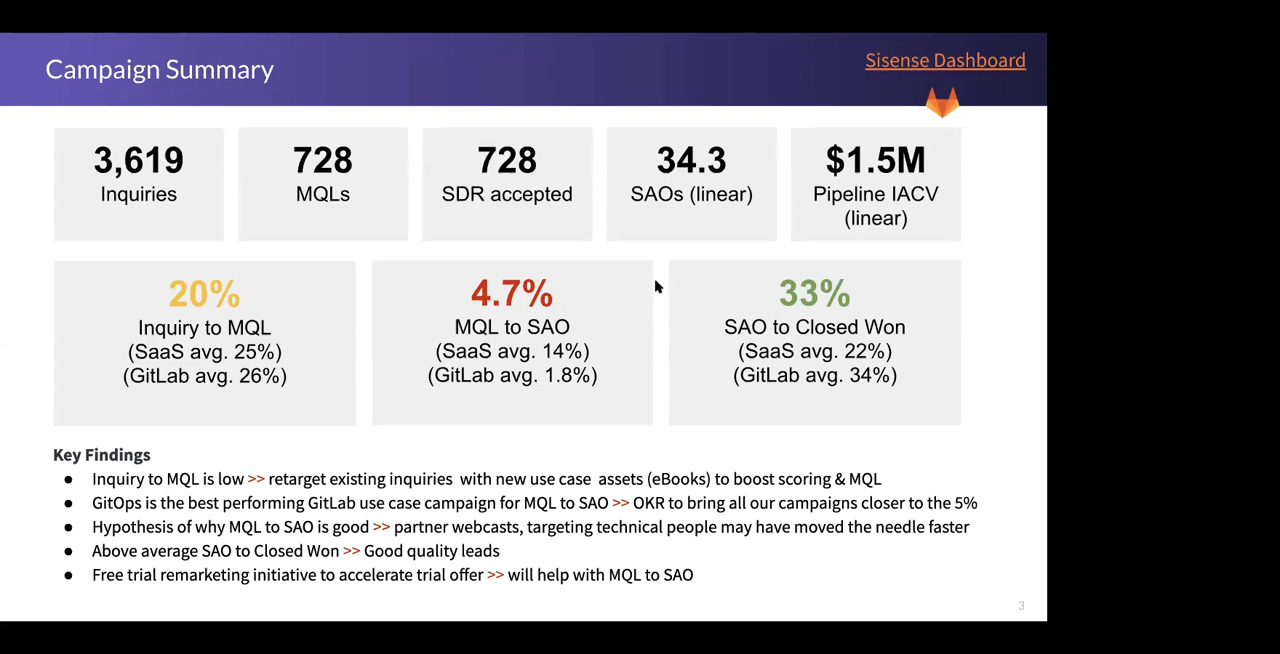 Campaign Summary
Sisense Dashboard
3,619
Inquiries
728
MQLs
728
SDR accepted
34.3
SAOs (linear)
$1.5M
Pipeline IACV
(linear)
20%
Inquiry to MQL
(SaaS avg. 25%)
(GitLab avg. 26%)
4.7%
MQL to SAO
(SaaS avg. 14%)
(GitLab avg. 1.8%)
33%
SAO to Closed Won
(SaaS avg. 22%)
(GitLab avg. 34%)
Key Findings
● Inquiry to MQL is low >> retarget existing inquiries with new use case assets (eBooks) to boost scoring & MQL
● GitOps is the best performing GitLab use case campaign for MQL to SAO >> OKR to bring all our campaigns closer to the 5%
● Hypothesis of why MQL to SAO is good >> partner webcasts, targeting technical people may have moved the needle faster
● Above average SAO to Closed Won >> Good quality leads
● Free trial remarketing initiative to accelerate trial offer >> will help with MQL to SAO
3